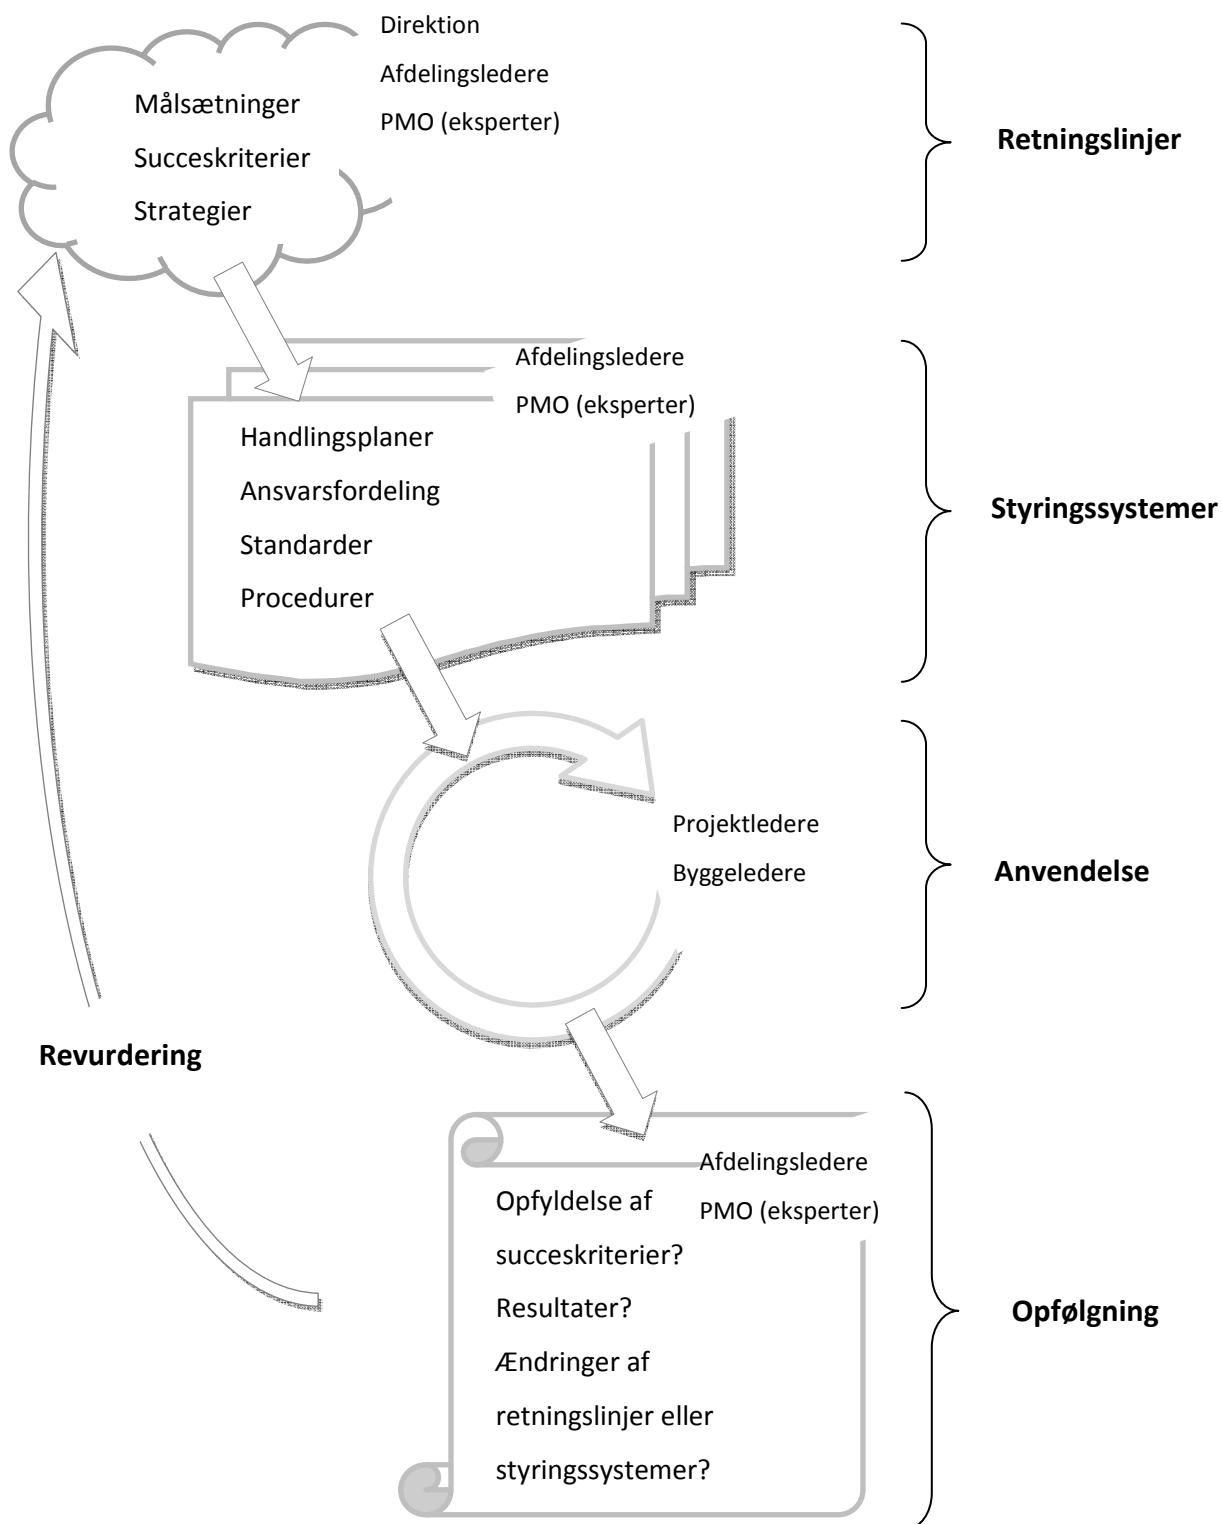 Direktion
Afdelingsledere
PMO (eksperter)
Målsætninger
Succeskriterier
Strategier
Retningslinjer
Afdelingsledere
PMO (eksperter)
Handlingsplaner
Ansvarsfordeling
Standarder
Procedurer
Styringssystemer
Projektledere
Byggeledere
Anvendelse
Revurdering
Afdelingsledere
PMO (eksperter)
Opfyldelse af
succeskriterier?
Resultater?
Ændringer af
retningslinjer eller
styringssystemer?
Opfølgning